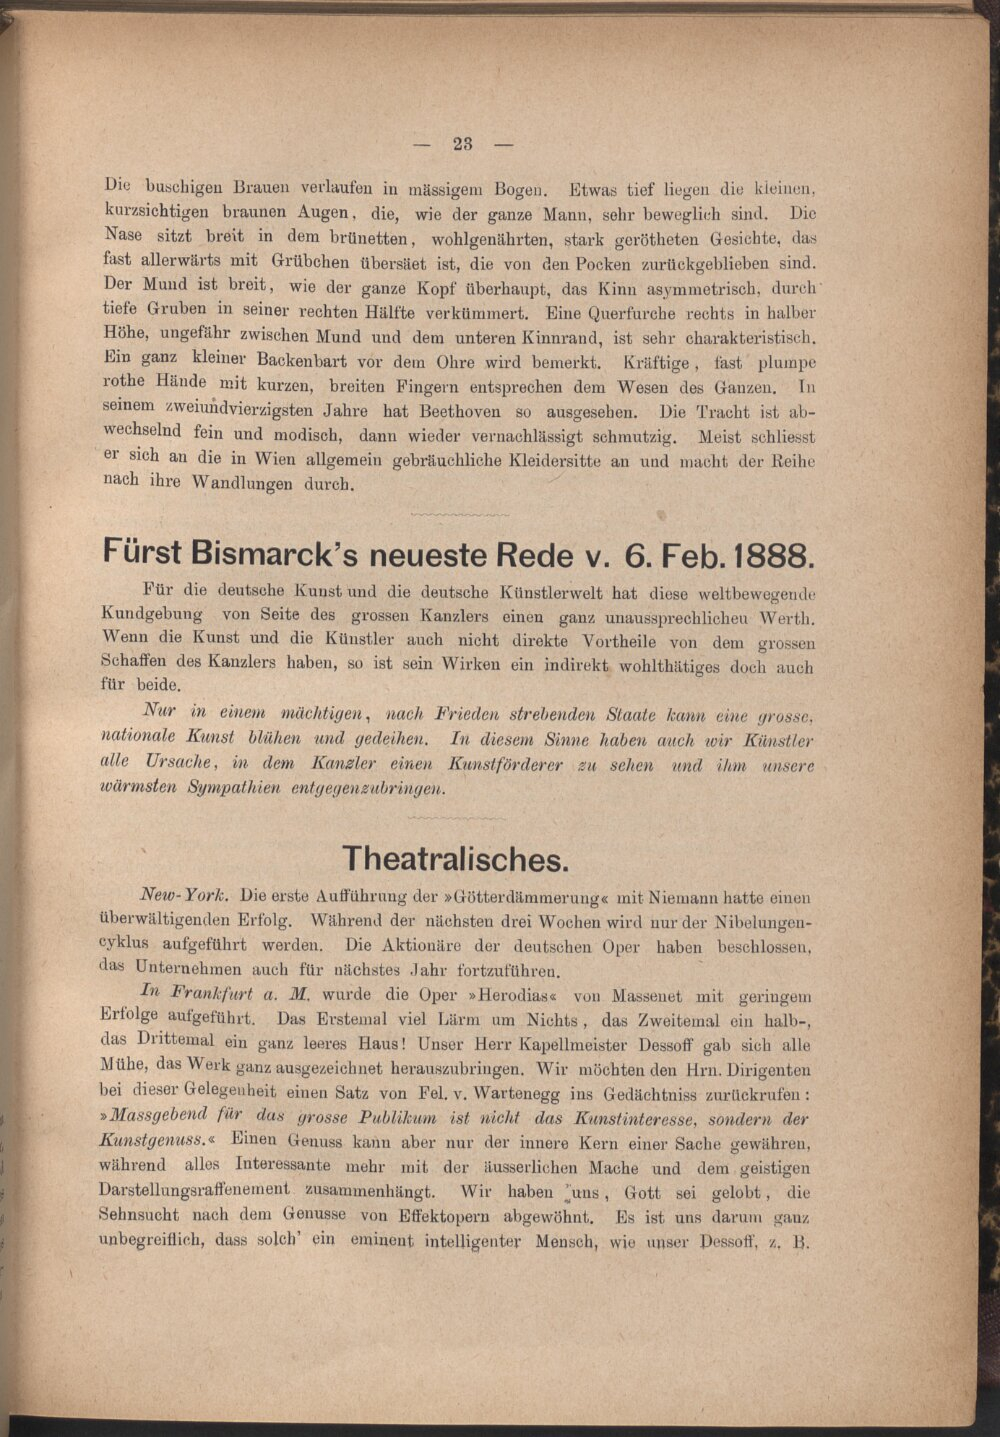 — 23 —
Die buschigen Brauen verlaufen in mässigem Bogen. Etwas tief liegen die kleinen,
kurzsichtigen braunen Augen, die, wie der ganze Mann, sehr beweglich sind. Die
Nase sitzt breit in dem brünetten, wohlgenährten, stark gerötheten Gesichte, das
fast allerwärts mit Grübchen übersäet ist, die von den Pocken zurückgeblieben sind.
Der Mund ist breit, wie der ganze Kopf überhaupt, das Kinn asymmetrisch, durch
tiefe Gruben in seiner rechten Hälfte verkümmert. Eine Querfurche rechts in halber
Höhe, ungefähr zwischen Mund und dem unteren Kinnrand, ist sehr charakteristisch.
Ein ganz kleiner Backenbart vor dem Ohre wird bemerkt. Kräftige, fast plumpe
rothe Hände mit kurzen, breiten Fingern entsprechen dem Wesen des Ganzen. In
seinem zweiundvierzigsten Jahre hat Beethoven so ausgesehen. Die Tracht ist ab-
wechselnd fein und modisch, dann wieder vernachlässigt schmutzig. Meist schliesst
er sich an die in Wien allgemein gebräuchliche Kleidersitte an und macht der Reihe
nach ihre Wandlungen durch.
Fürst Bismarck's neueste Rede v. 6. Feb. 1888.
Für die deutsche Kunst und die deutsche Künstlerwelt hat diese weltbewegende
Kundgebung von Seite des grossen Kanzlers einen ganz unaussprechlichen Werth.
Wenn die Kunst und die Künstler auch nicht direkte Vortheile von dem grossen
Schaffen des Kanzlers haben, so ist sein Wirken ein indirekt wohlthätiges doch auch
für beide.
Nur in einem mächtigen, nach Frieden strebenden Staate kann eine grosse,
nationale Kunst blühen und gedeihen. In diesem Sinne haben auch wir Künstler
alle Ursache, in dem Kanzler einen Kunstförderer zu sehen und ihm unsere
wärmsten Sympathien entgegenzubringen.
Theatralisches.
New-York. Die erste Aufführung der »Götterdämmerung« mit Niemann hatte einen
überwältigenden Erfolg. Während der nächsten drei Wochen wird nur der Nibelungen-
cyklus aufgeführt werden. Die Aktionäre der deutschen Oper haben beschlossen,
das Unternehmen auch für nächstes Jahr fortzuführen.
In Frankfurt a. M. wurde die Oper »Herodias« von Massenet mit geringem
Erfolge aufgeführt. Das Erstemal viel Lärm um Nichts, das Zweitemal ein halb-,
das Drittemal ein ganz leeres Haus! Unser Herr Kapellmeister Dessoff gab sich alle
Mühe, das Werk ganz ausgezeichnet herauszubringen. Wir möchten den Hrn. Dirigenten
bei dieser Gelegenheit einen Satz von Fel. v. Wartenegg ins Gedächtniss zurückrufen:
»Massgebend für das grosse Publikum ist nicht das Kunstinteresse, sondern der
Kunstgenuss.« Einen Genuss kann aber nur der innere Kern einer Sache gewähren,
während alles Interessante mehr mit der äusserlichen Mache und dem geistigen
Darstellungsraffenement zusammenhängt. Wir haben uns, Gott sei gelobt, die
Sehnsucht nach dem Genusse von Effektopern abgewöhnt. Es ist uns darum ganz
unbegreiflich, dass solch' ein eminent intelligenter Mensch, wie unser Dessoff, z. B.